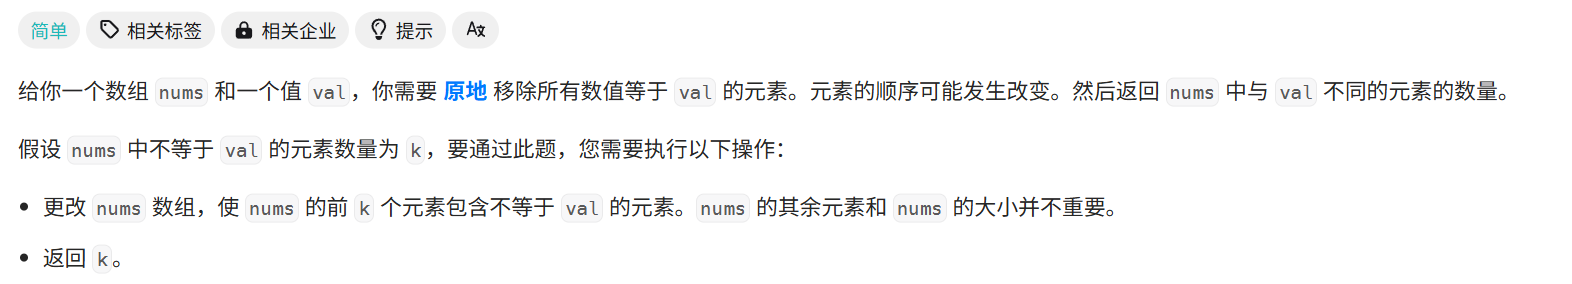 简单 相关标签 相关企业 提示
给你一个数组 nums 和一个值 val，你需要 原地 移除所有数值等于 val 的元素。元素的顺序可能发生改变。然后返回 nums 中与 val 不同的元素的数量。
假设 nums 中不等于 val 的元素数量为 k，要通过此题，您需要执行以下操作：
• 更改 nums 数组，使 nums 的前 k 个元素包含不等于 val 的元素。nums 的其余元素和 nums 的大小并不重要。
• 返回 k。